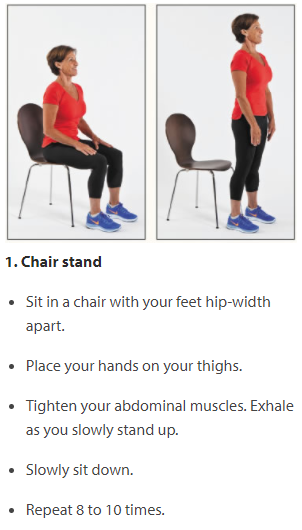 1. Chair stand
• Sit in a chair with your feet hip-width
apart.
• Place your hands on your thighs.
• Tighten your abdominal muscles. Exhale
as you slowly stand up.
• Slowly sit down.
• Repeat 8 to 10 times.